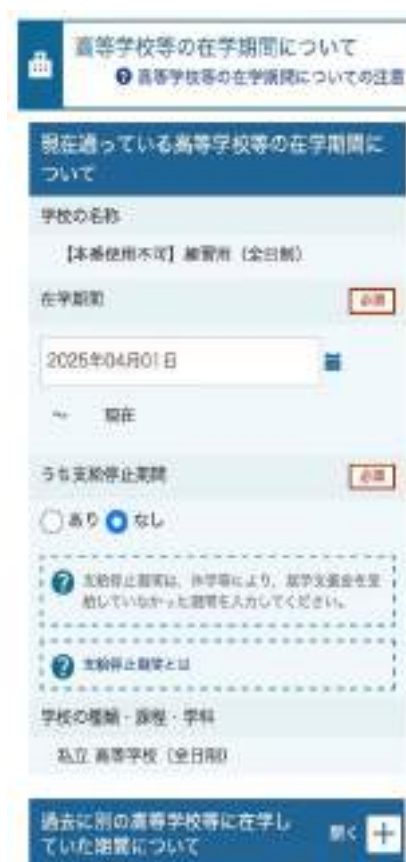 高等学校等の在学期間について
? 高等学校等の在学期間についての注意
現在通っている高等学校等の在学期間に
ついて
学校の名称
【本番使用不可】練習用（全日制）
在学期間 必須
2025年04月01日
～ 現在
うち支給停止期間 必須
あり なし
? 支給停止期間は、休学等により、就学支援金を受
給していなかった期間を入力してください。
? 支給停止期間とは
学校の種類・課程・学科
私立 高等学校（全日制）
過去に別の高等学校等に在学し
ていた期間について 開く +